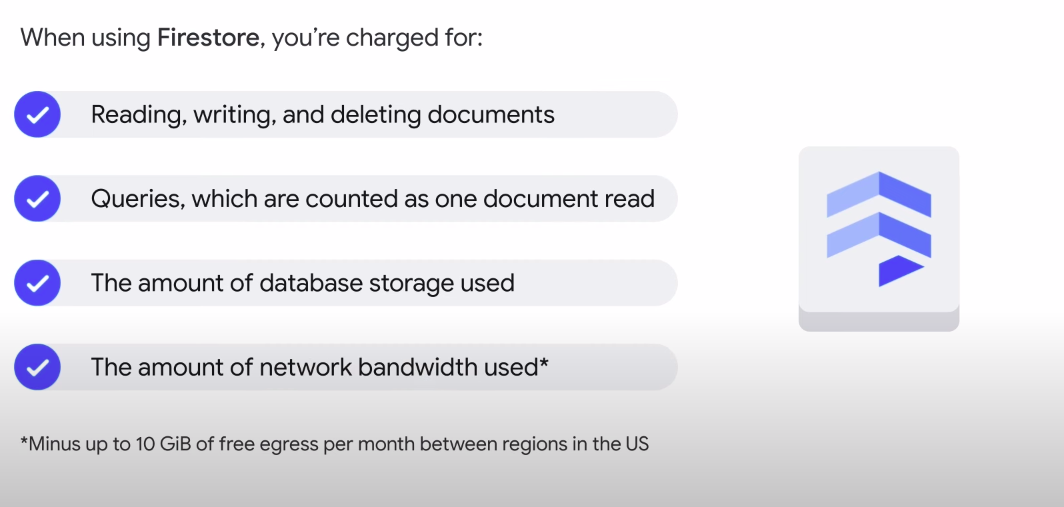 When using Firestore, you're charged for:
Reading, writing, and deleting documents
Queries, which are counted as one document read
The amount of database storage used
The amount of network bandwidth used*
*Minus up to 10 GiB of free egress per month between regions in the US